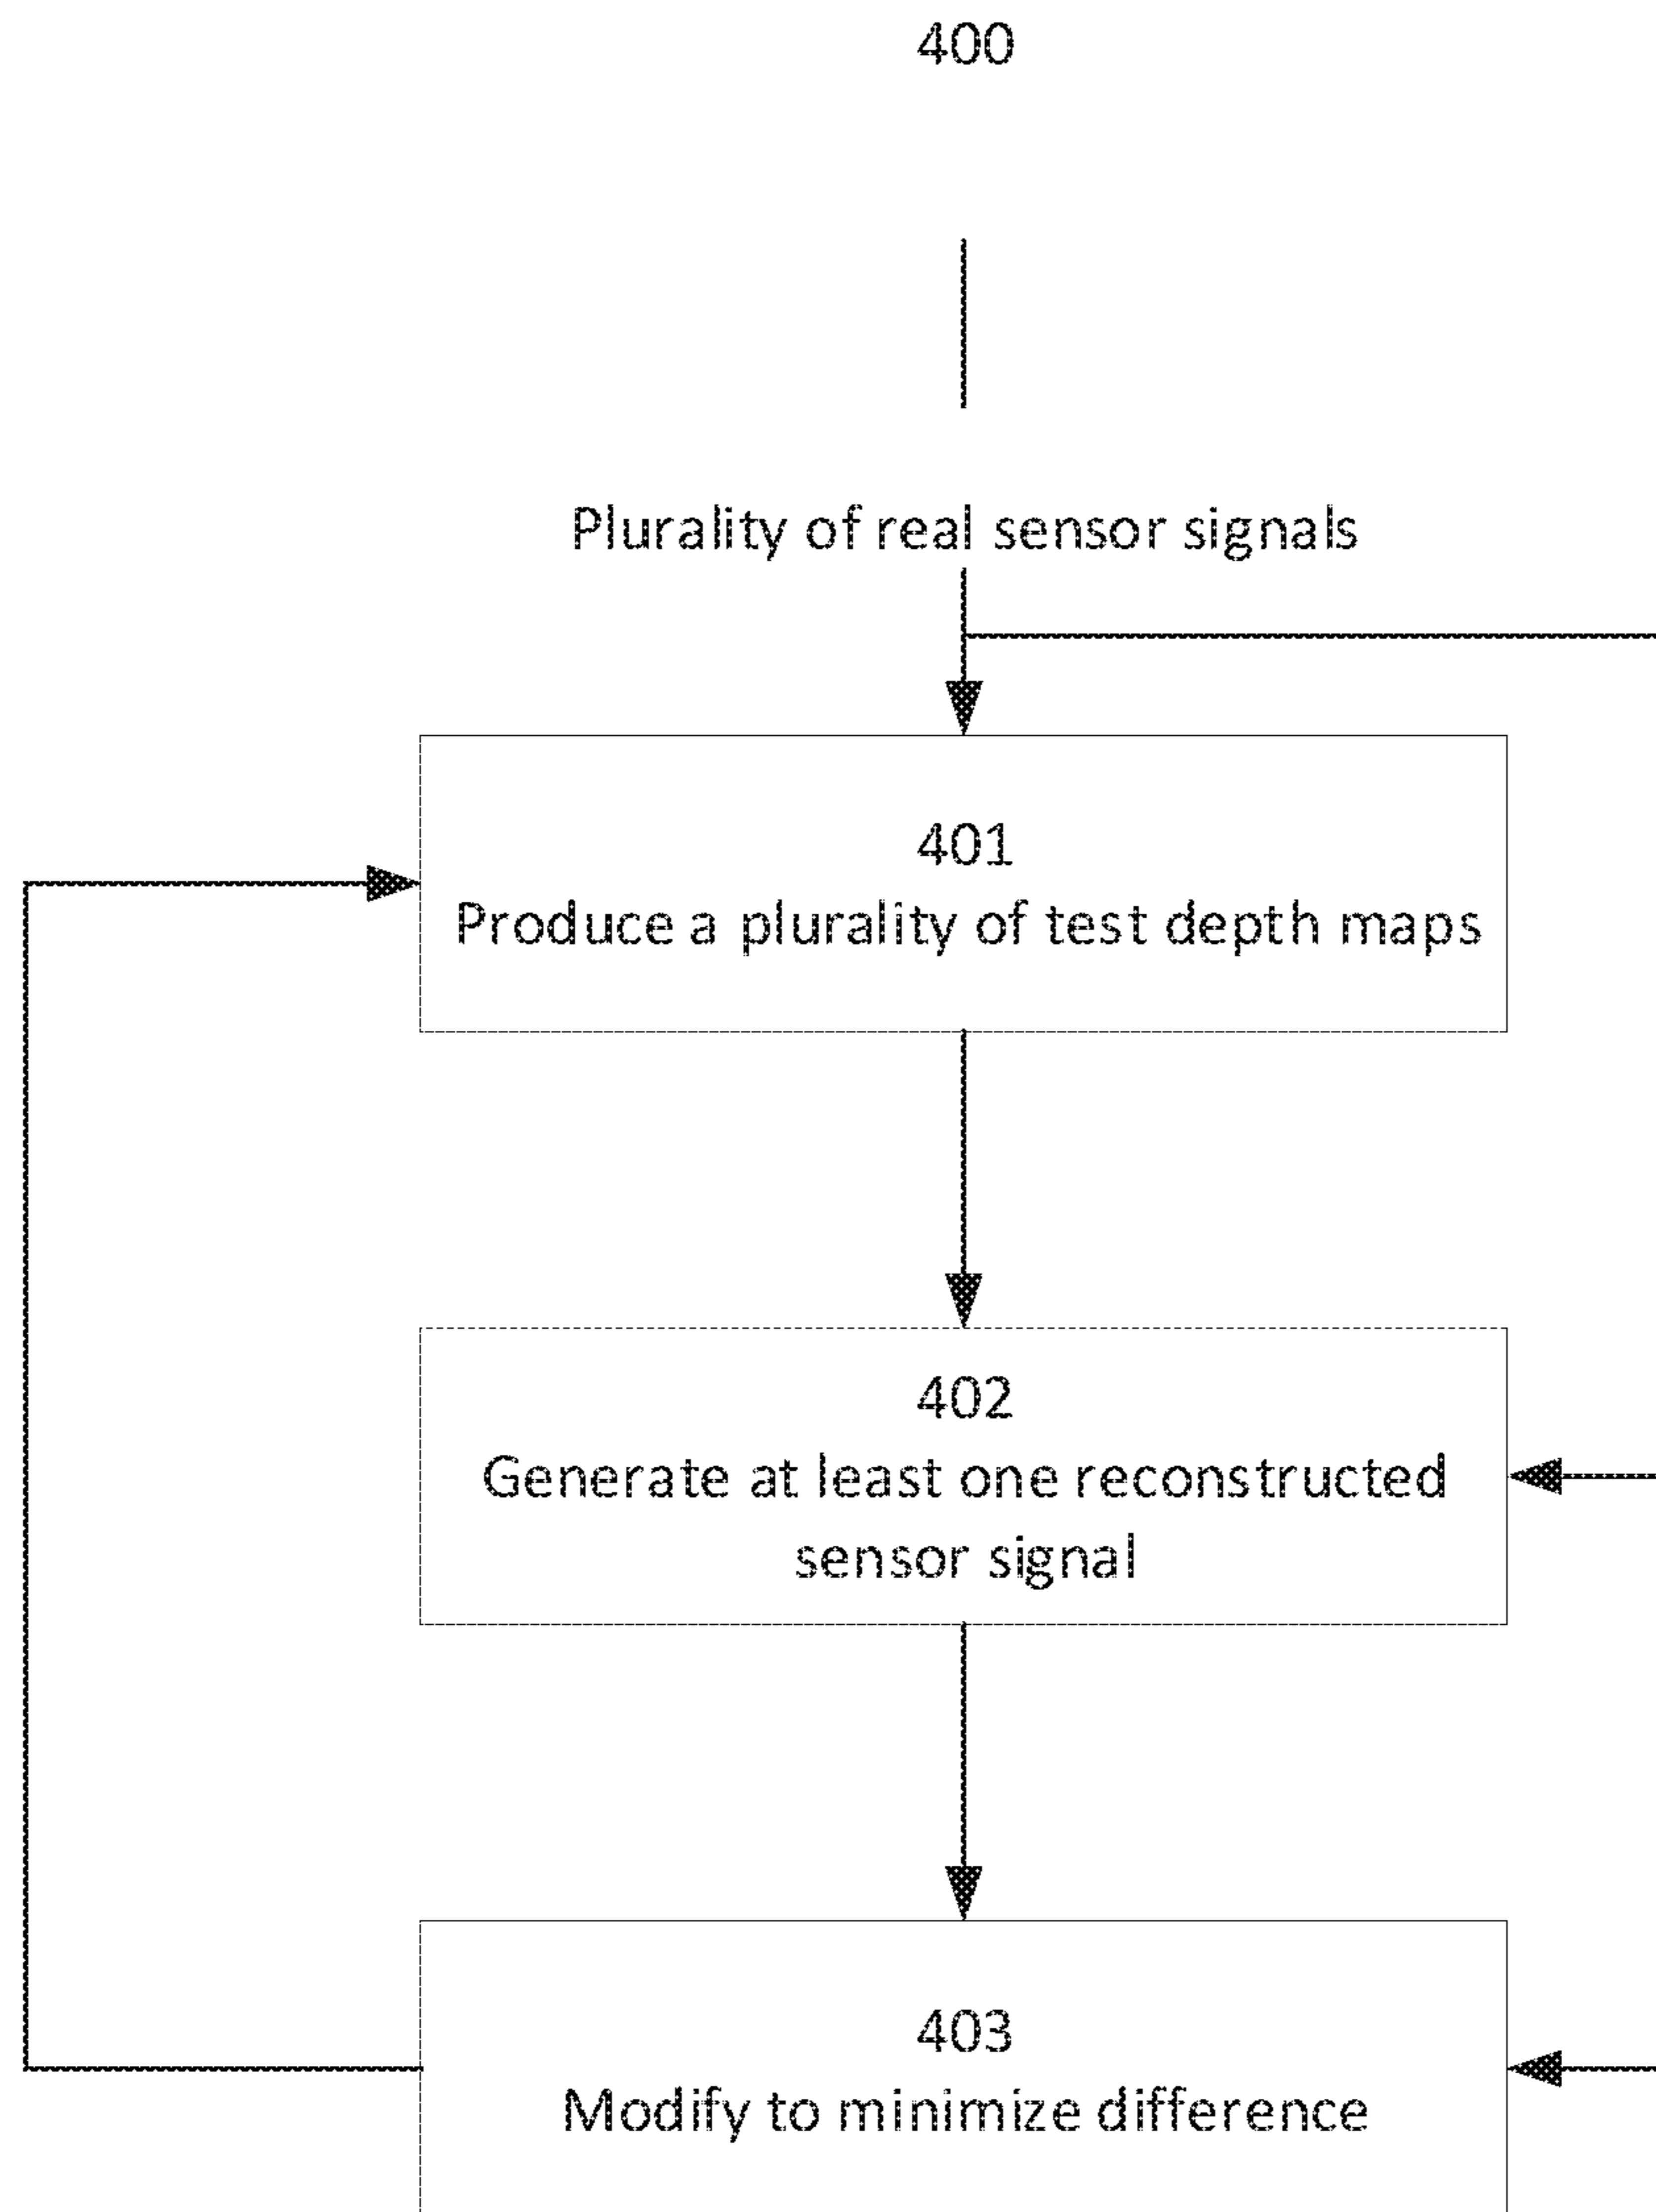 400
Plurality of real sensor signals
401
Produce a plurality of test depth maps
402
Generate at least one reconstructed
sensor signal
403
Modify to minimize difference